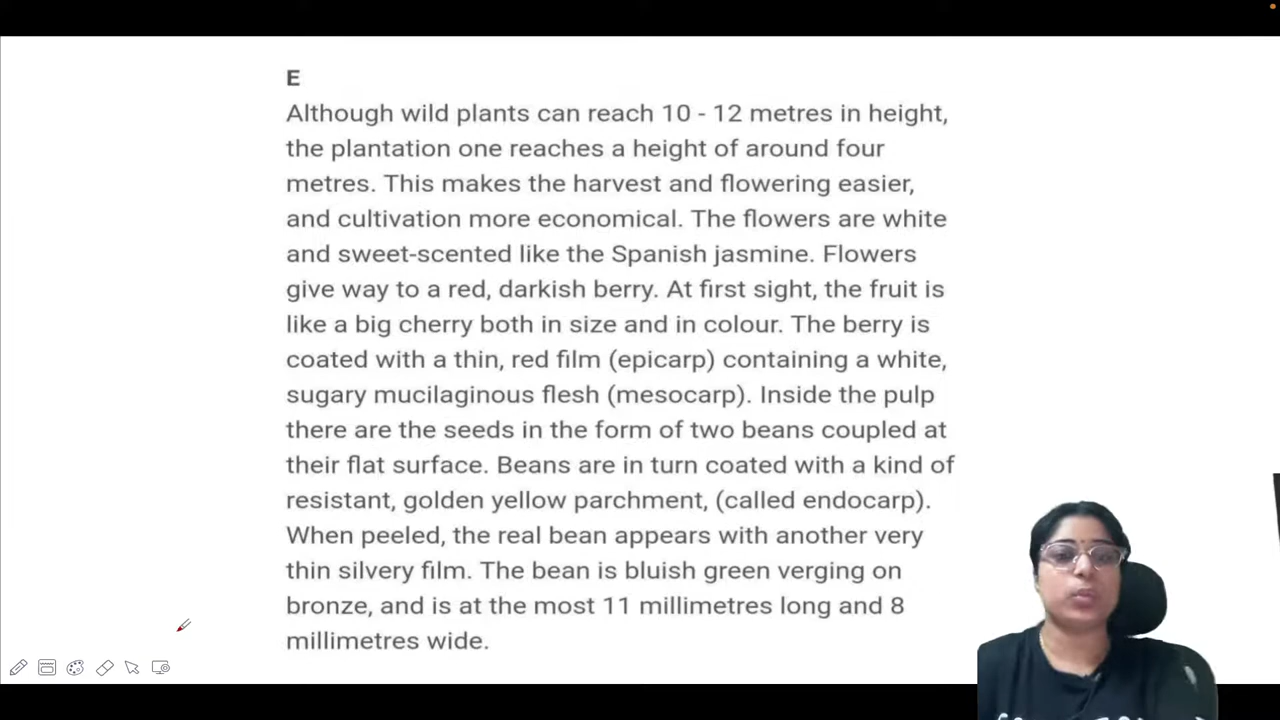 E
Although wild plants can reach 10 - 12 metres in height,
the plantation one reaches a height of around four
metres. This makes the harvest and flowering easier,
and cultivation more economical. The flowers are white
and sweet-scented like the Spanish jasmine. Flowers
give way to a red, darkish berry. At first sight, the fruit is
like a big cherry both in size and in colour. The berry is
coated with a thin, red film (epicarp) containing a white,
sugary mucilaginous flesh (mesocarp). Inside the pulp
there are the seeds in the form of two beans coupled at
their flat surface. Beans are in turn coated with a kind of
resistant, golden yellow parchment, (called endocarp).
When peeled, the real bean appears with another very
thin silvery film. The bean is bluish green verging on
bronze, and is at the most 11 millimetres long and 8
millimetres wide.